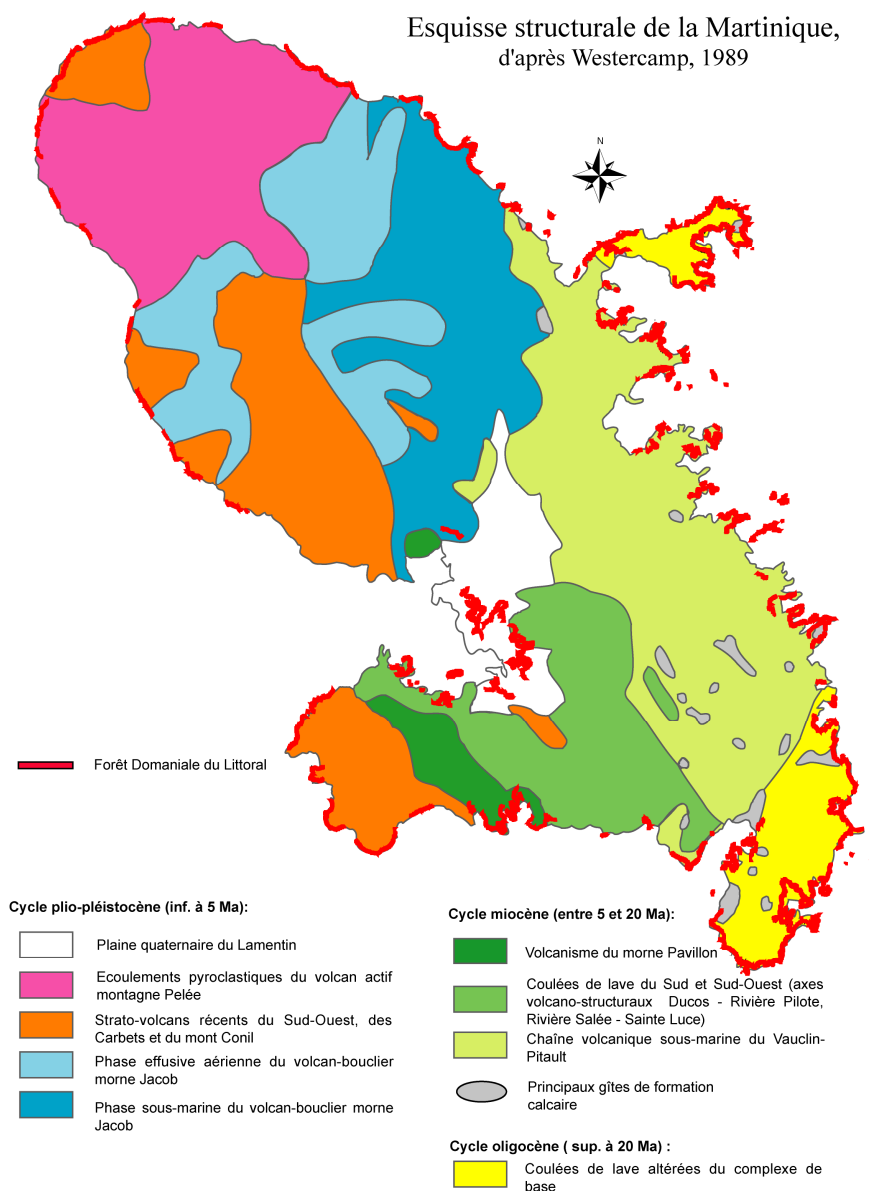 Esquisse structurale de la Martinique,
d'après Westercamp, 1989
N
Forêt Domaniale du Littoral
Cycle plio-pléistocène (inf. à 5 Ma):
Plaine quaternaire du Lamentin
Ecoulements pyroclastiques du volcan actif
montagne Pelée
Strato-volcans récents du Sud-Ouest, des
Carbets et du mont Conil
Phase effusive aérienne du volcan-bouclier
morne Jacob
Phase sous-marine du volcan-bouclier morne
Jacob
Cycle miocène (entre 5 et 20 Ma):
Volcanisme du morne Pavillon
Coulées de lave du Sud et Sud-Ouest (axes
volcano-structuraux Ducos - Rivière Pilote,
Rivière Salée - Sainte Luce)
Chaîne volcanique sous-marine du Vauclin-
Pitault
Principaux gîtes de formation
calcaire
Cycle oligocène ( sup. à 20 Ma) :
Coulées de lave altérées du complexe de
base